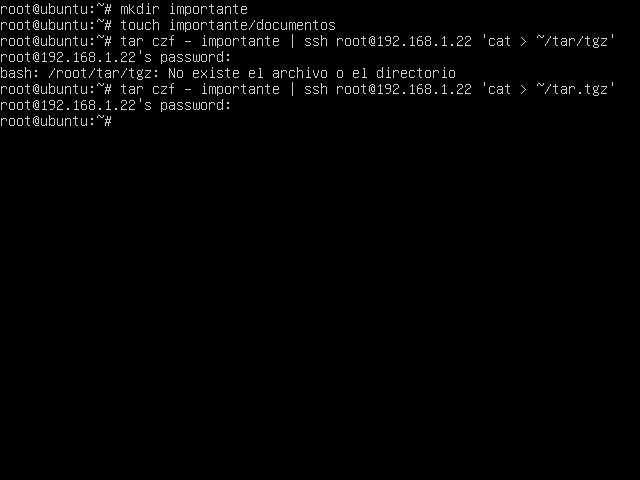 root@ubuntu:~# mkdir importante
root@ubuntu:~# touch importante/documentos
root@ubuntu:~# tar czf - importante | ssh root@192.168.1.22 'cat > ~/tar/tgz'
root@192.168.1.22's password:
bash: /root/tar/tgz: No existe el archivo o el directorio
root@ubuntu:~# tar czf - importante | ssh root@192.168.1.22 'cat > ~/tar.tgz'
root@192.168.1.22's password:
root@ubuntu:~#